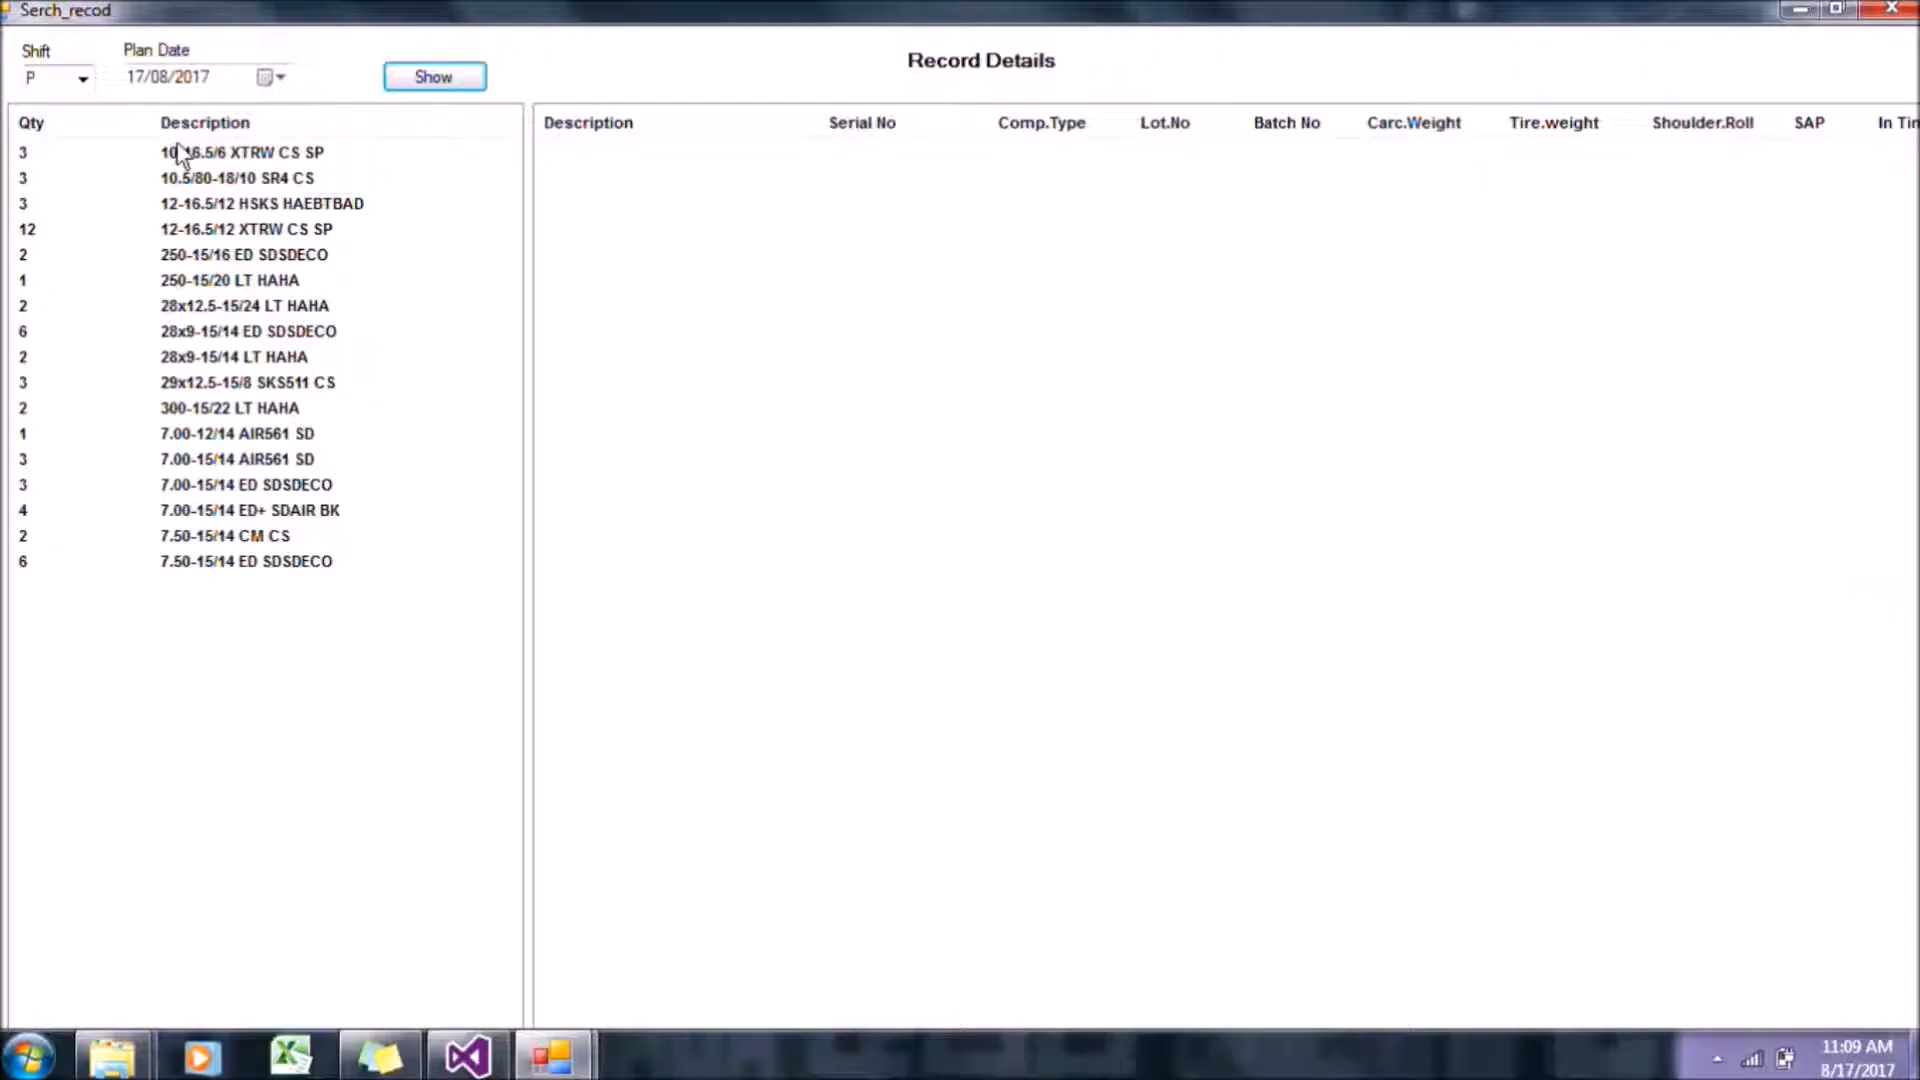 Serch_recod
Shift
Plan Date
P
17/08/2017
Show
Record Details
Qty Description
3 10-16.5/6 XTRW CS SP
3 10.5/80-18/10 SR4 CS
3 12-16.5/12 HSKS HAEBTBAD
12 12-16.5/12 XTRW CS SP
2 250-15/16 ED SDSDECO
1 250-15/20 LT HAHA
2 28x12.5-15/24 LT HAHA
6 28x9-15/14 ED SDSDECO
2 28x9-15/14 LT HAHA
3 29x12.5-15/8 SKS511 CS
2 300-15/22 LT HAHA
1 7.00-12/14 AIR561 SD
3 7.00-15/14 AIR561 SD
3 7.00-15/14 ED SDSDECO
4 7.00-15/14 ED+ SDAIR BK
2 7.50-15/14 CM CS
6 7.50-15/14 ED SDSDECO
Description Serial No Comp.Type Lot.No Batch No Carc.Weight Tire.weight Shoulder.Roll SAP In Tin
11:09 AM
8/17/2017